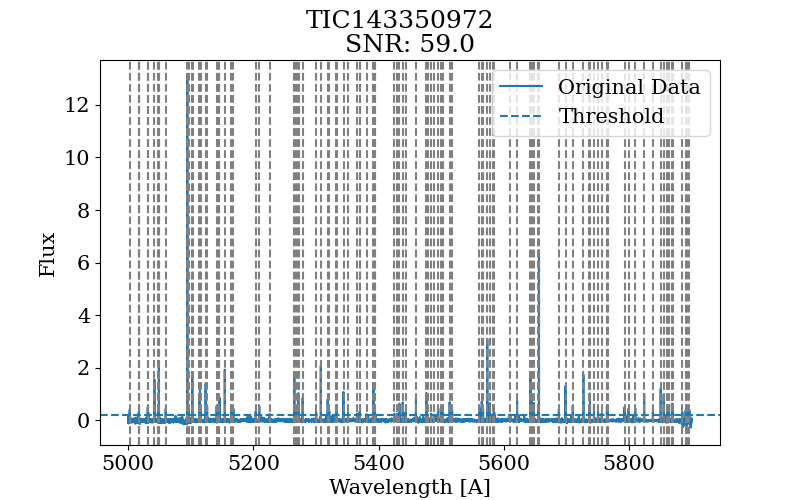 TIC143350972
SNR: 59.0
Original Data
Threshold
12
10
8
6
4
2
0
Flux
5000 5200 5400 5600 5800
Wavelength [A]